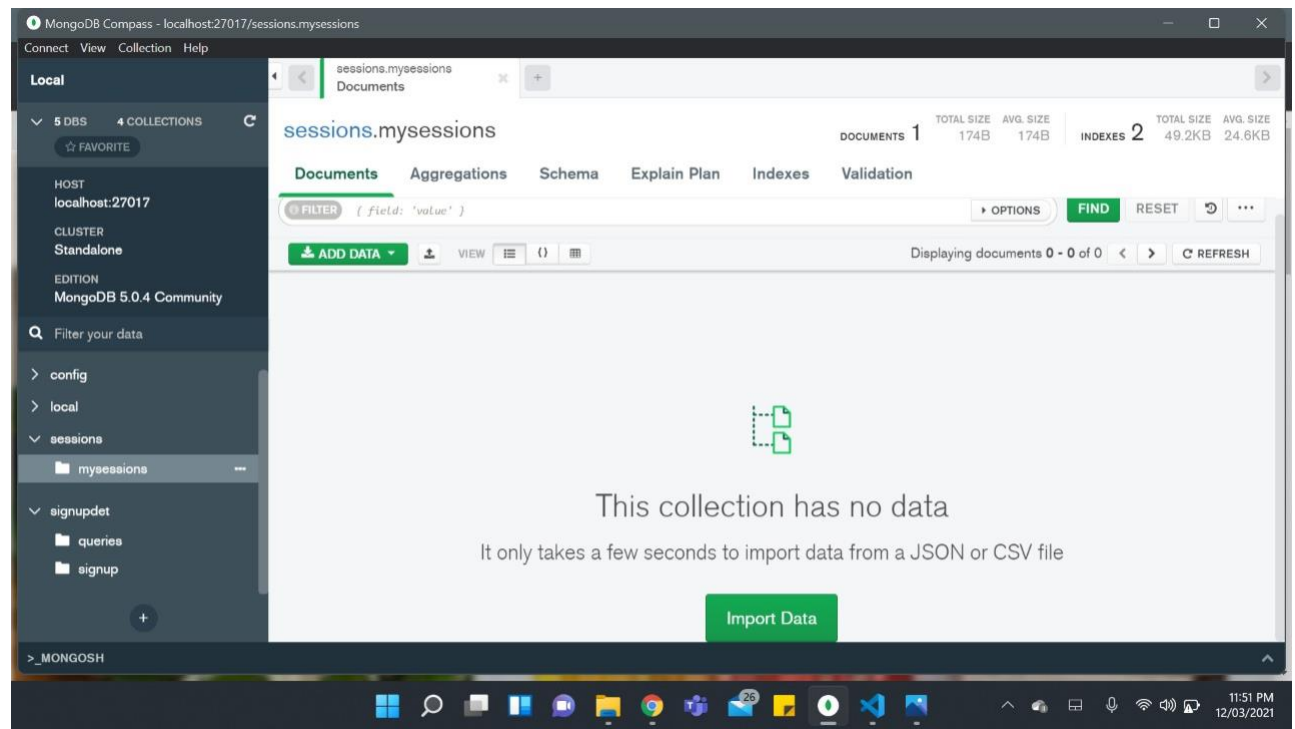 MongoDB Compass - localhost:27017/sessions.mysessions
Connect View Collection Help
Local
5 DBS 4 COLLECTIONS
FAVORITE
HOST
localhost:27017
CLUSTER
Standalone
EDITION
MongoDB 5.0.4 Community
Filter your data
config
local
sessions
mysessions
signupdet
queries
signup
+
sessions.mysessions
Documents
+
sessions.mysessions
DOCUMENTS 1 TOTAL SIZE 174B AVG. SIZE 174B INDEXES 2 TOTAL SIZE 49.2KB AVG. SIZE 24.6KB
Documents Aggregations Schema Explain Plan Indexes Validation
FILTER { field: 'value' } OPTIONS FIND RESET ...
ADD DATA VIEW {} Displaying documents 0 - 0 of 0 < > REFRESH
This collection has no data
It only takes a few seconds to import data from a JSON or CSV file
Import Data
>_MONGOSH
26
11:51 PM
12/03/2021